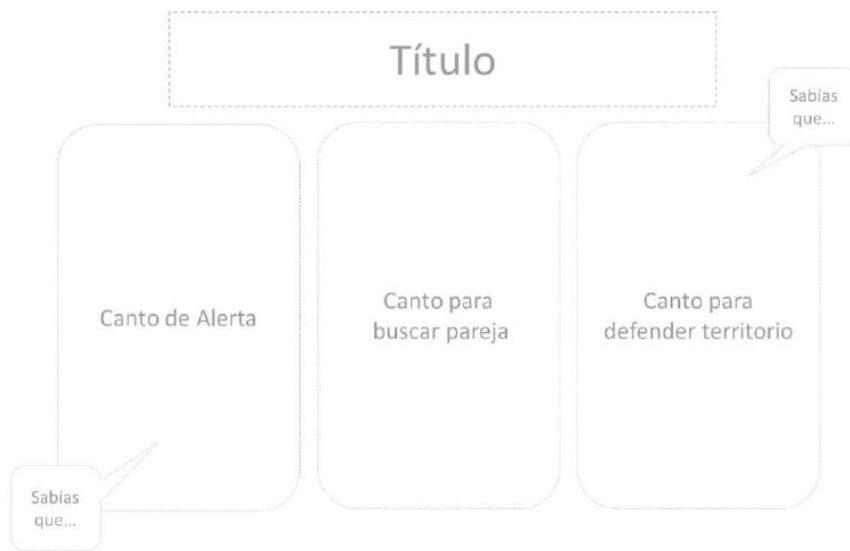 Título
Sabías
que...
Canto de Alerta
Canto para
buscar pareja
Canto para
defender territorio
Sabías
que...